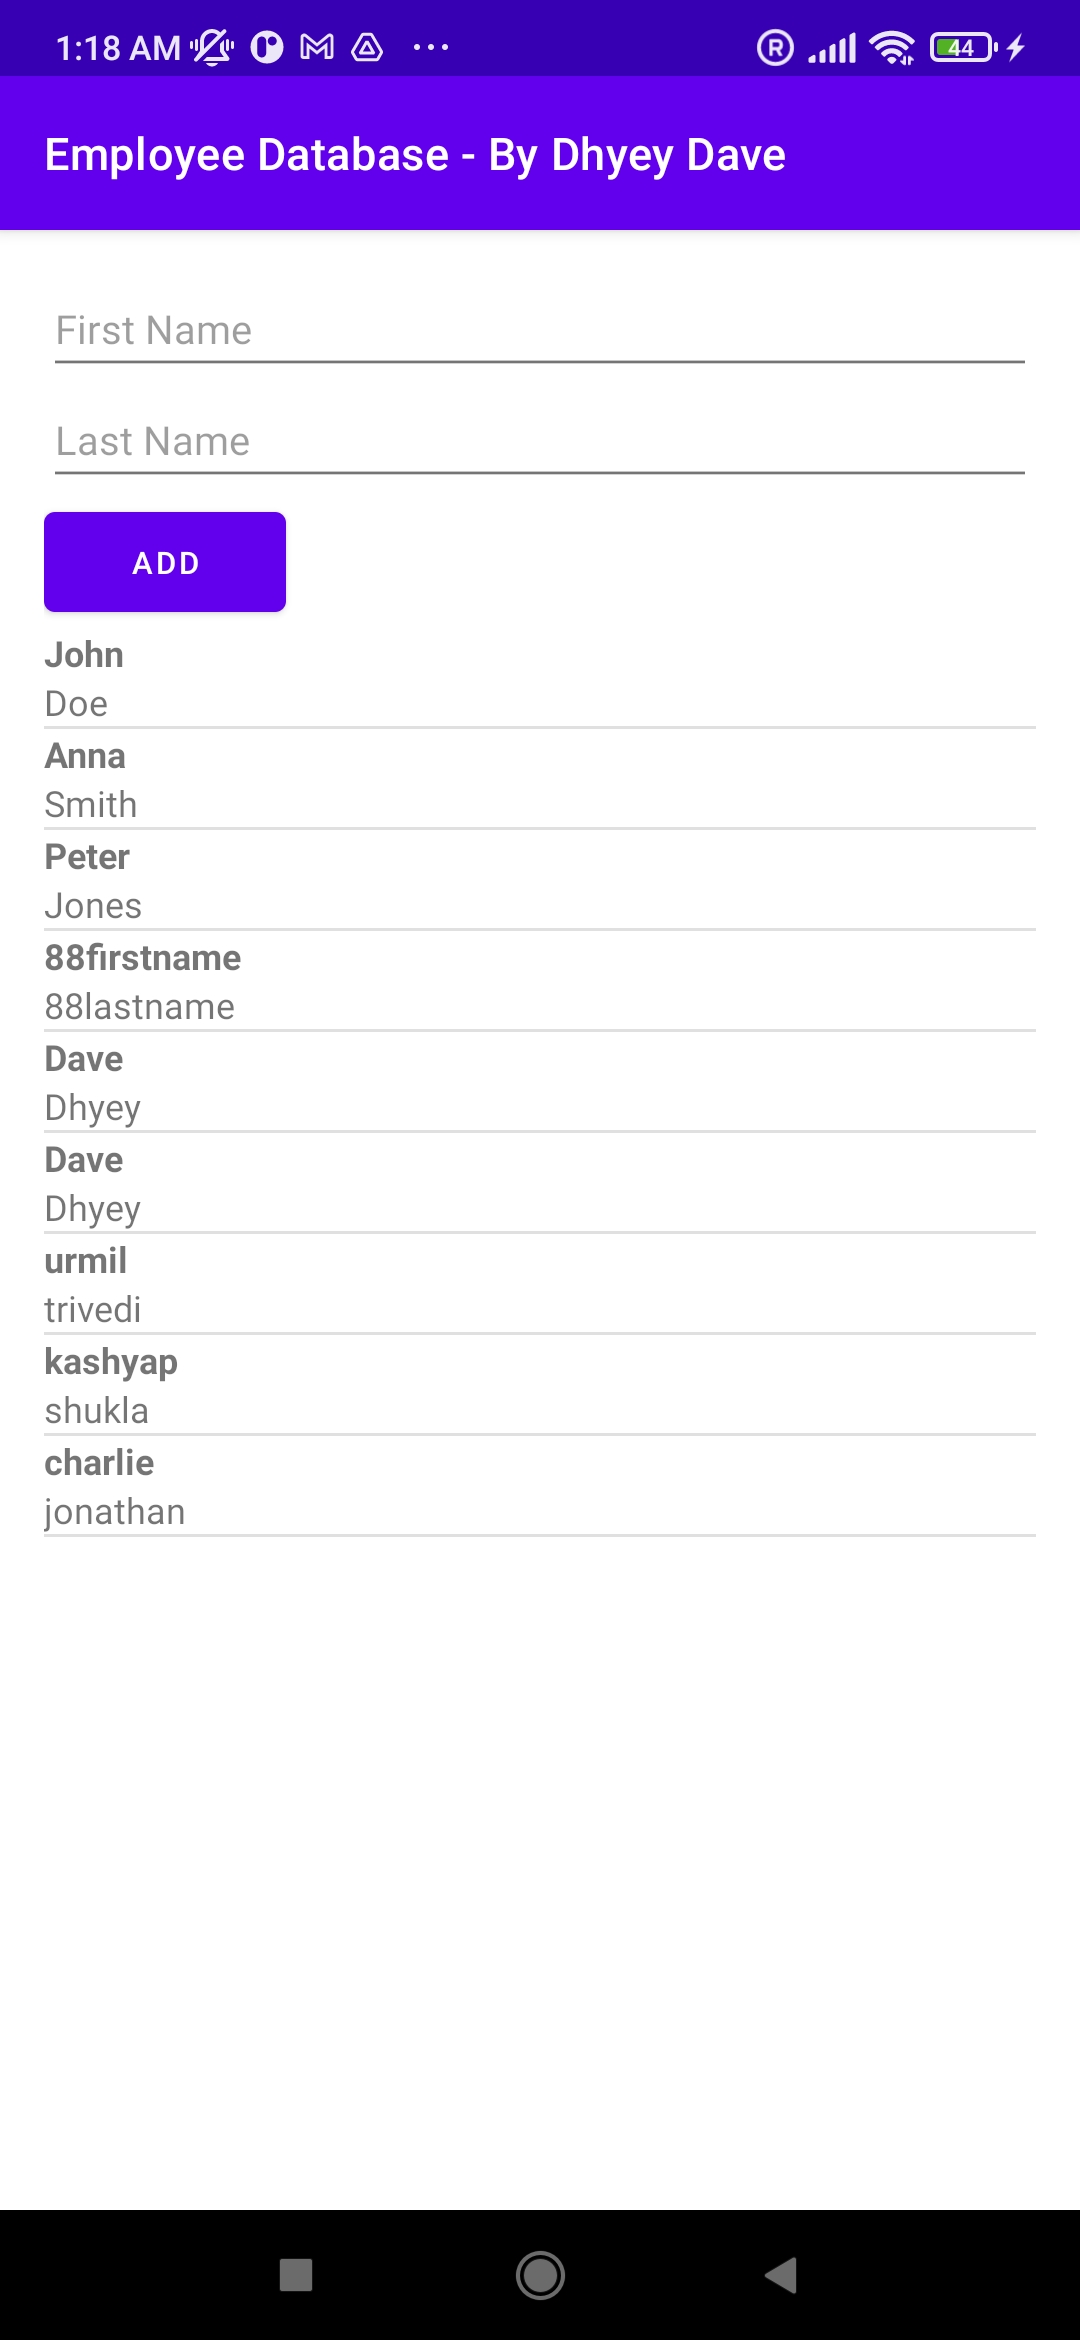 1:18 AM
R
44
Employee Database - By Dhyey Dave
First Name
Last Name
ADD
John
Doe
Anna
Smith
Peter
Jones
88firstname
88lastname
Dave
Dhyey
Dave
Dhyey
urmil
trivedi
kashyap
shukla
charlie
jonathan